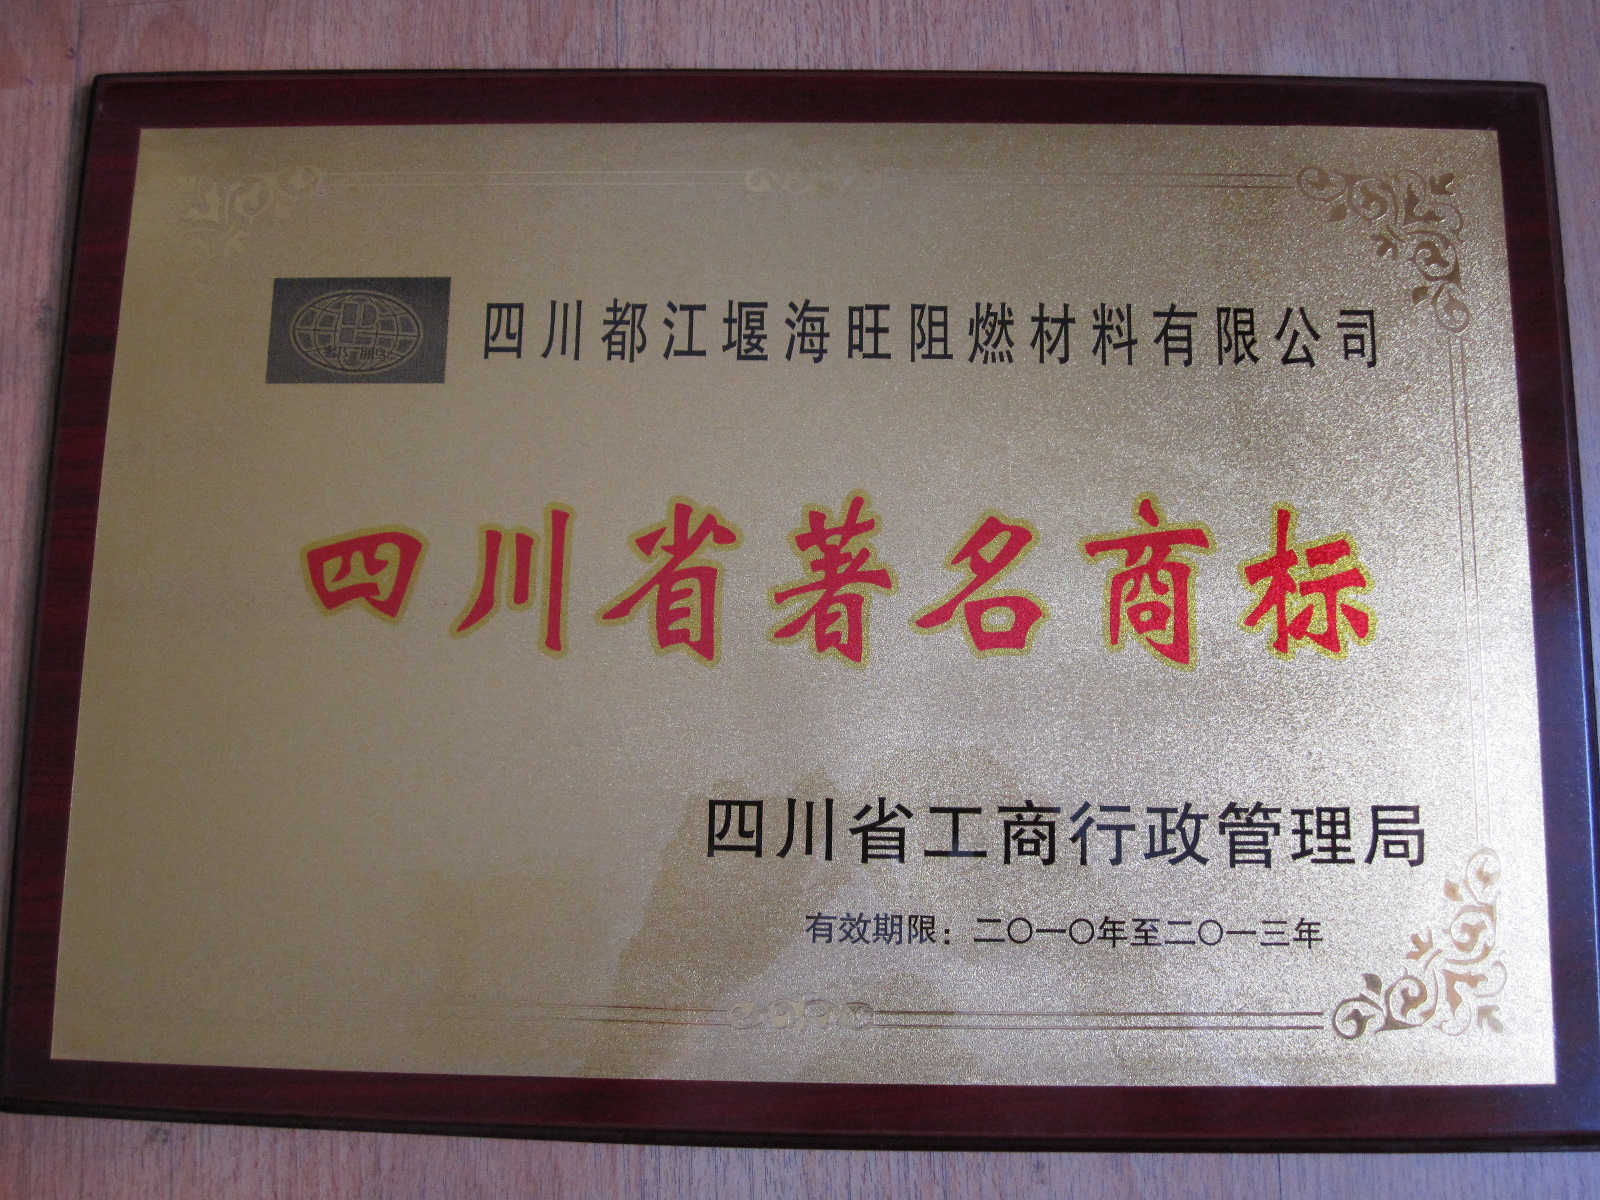 四川都江堰海旺阻燃材料有限公司
四川省著名商标
四川省工商行政管理局
有效期限：二〇一〇年至二〇一三年